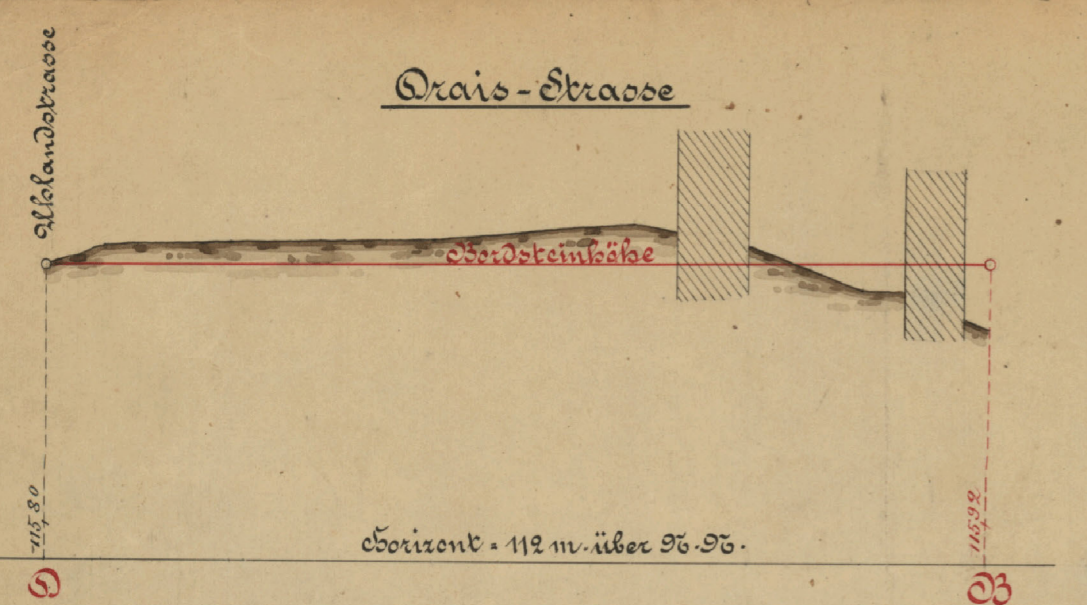 Drais-Strasse
Uhlandstrasse
Bordsteinhöhe
115,80
115,92
Horizont = 112 m. über N.N.
D
B